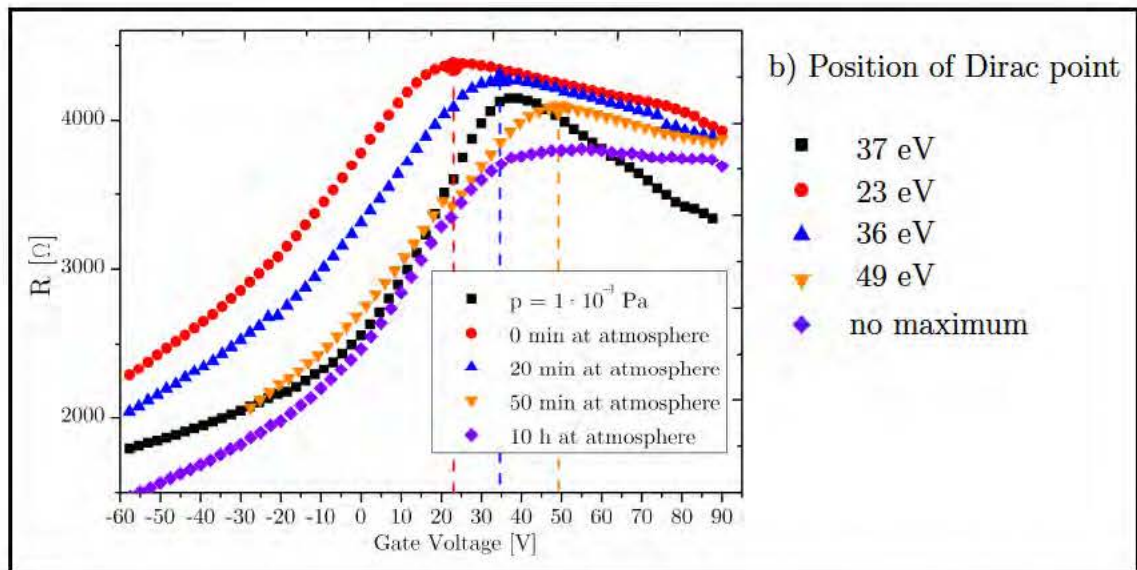 4000
3000
2000
R [Ω]
-60 -50 -40 -30 -20 -10 0 10 20 30 40 50 60 70 80 90
Gate Voltage [V]
p = 1 · 10⁻³ Pa
0 min at atmosphere
20 min at atmosphere
50 min at atmosphere
10 h at atmosphere
b) Position of Dirac point
37 eV
23 eV
36 eV
49 eV
no maximum